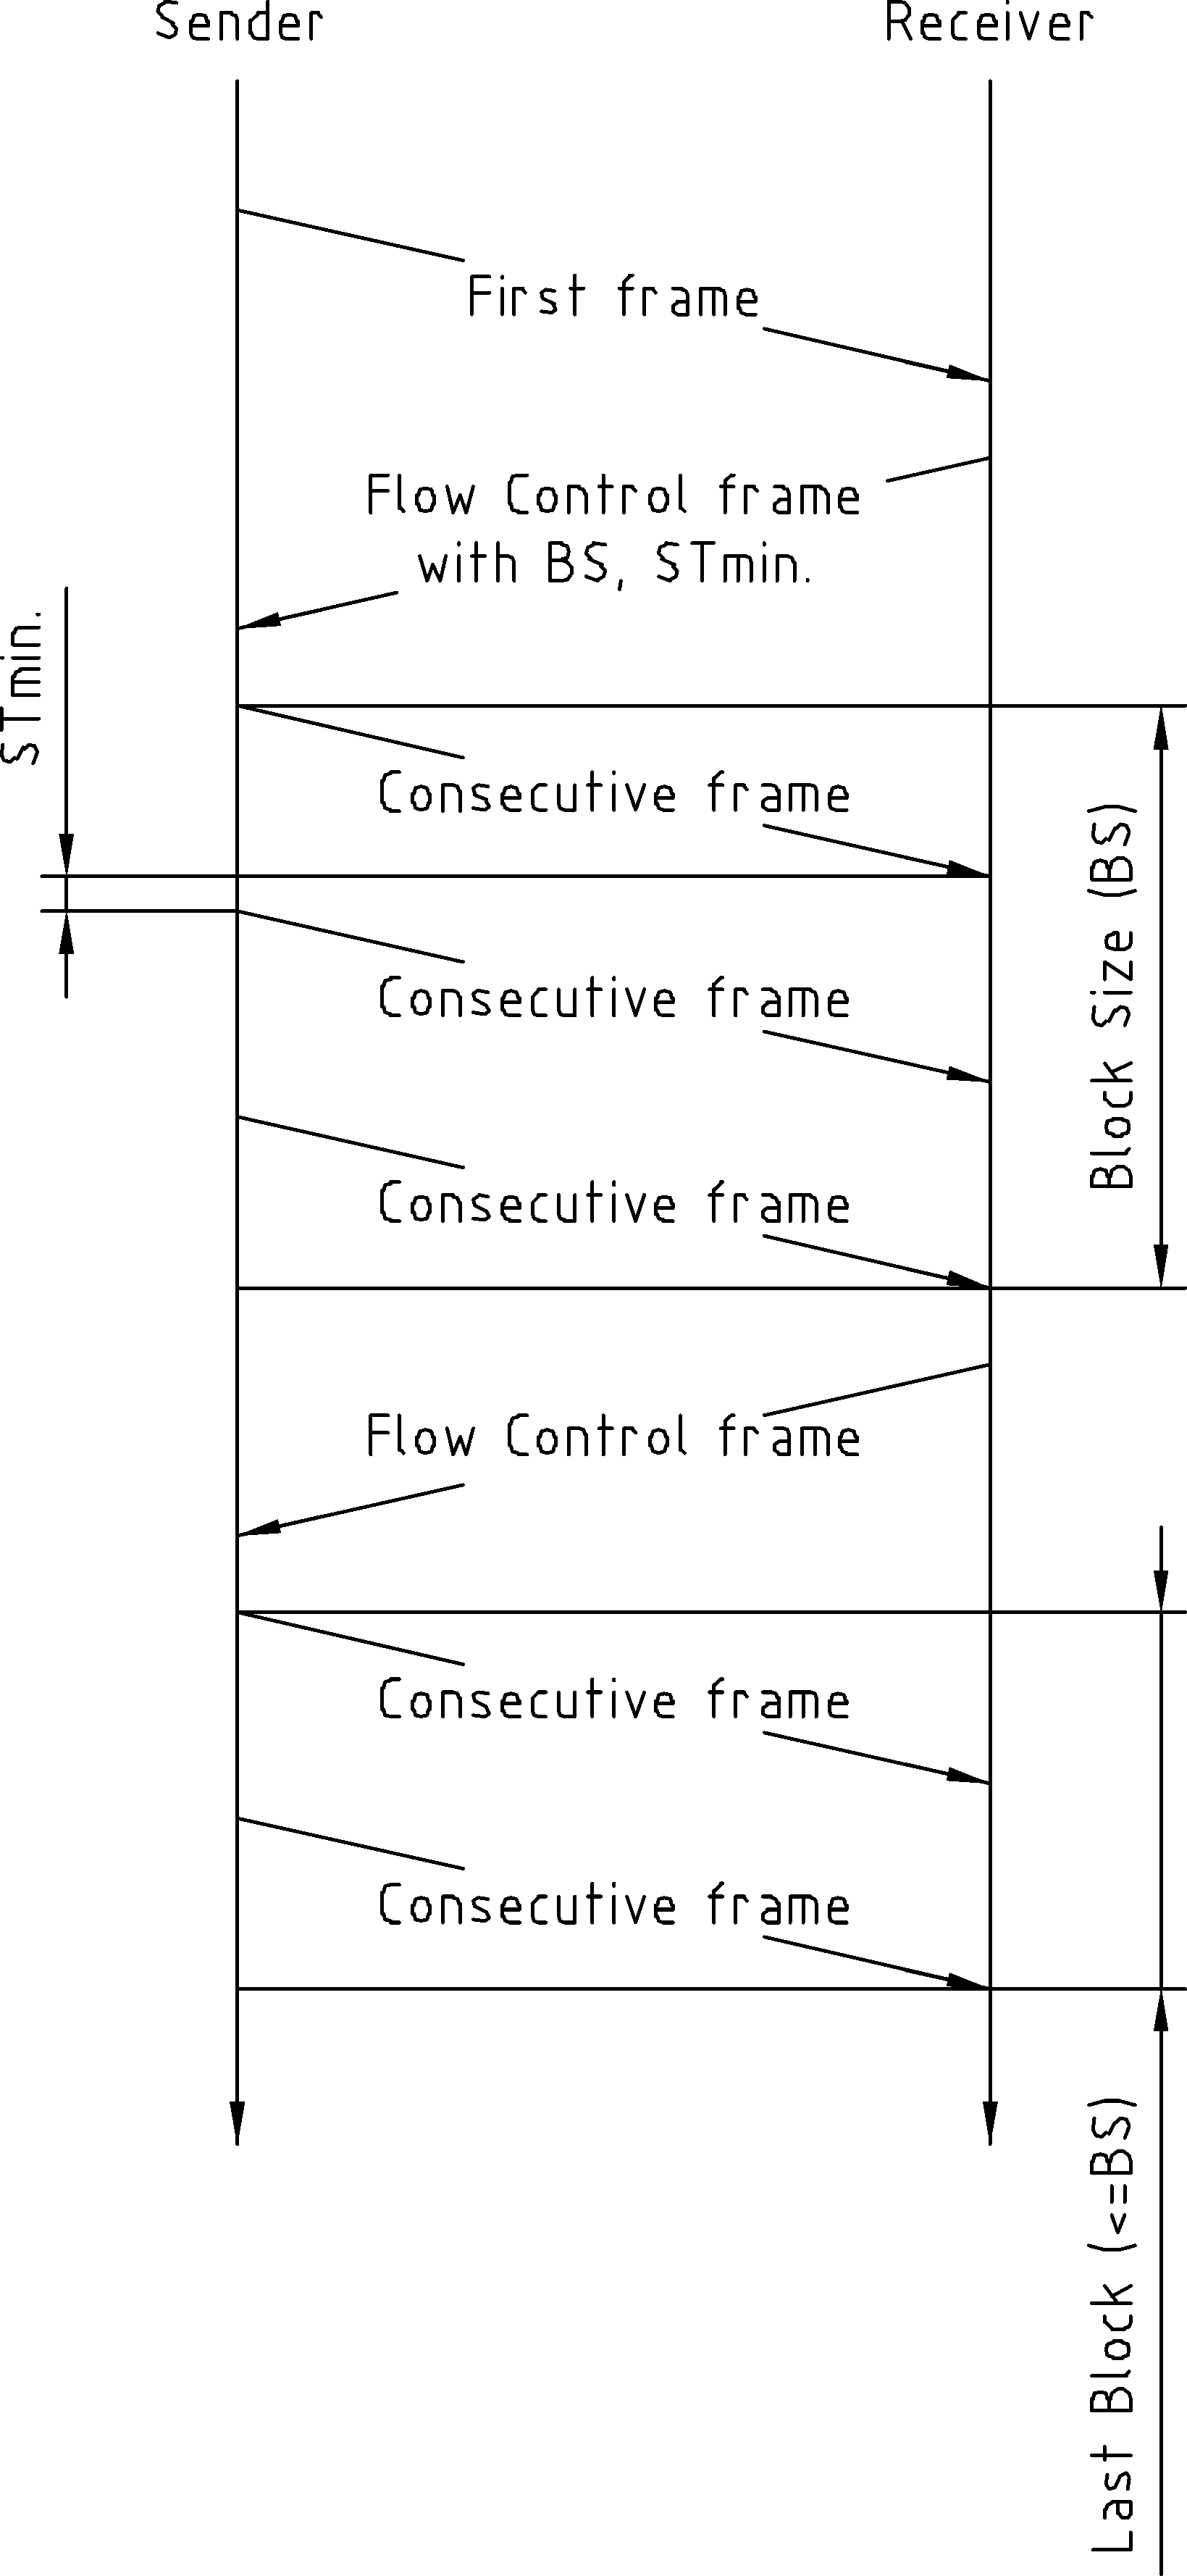 Sender
Receiver
First frame
Flow Control frame
with BS, STmin.
STmin.
Consecutive frame
Block Size (BS)
Consecutive frame
Consecutive frame
Flow Control frame
Consecutive frame
Consecutive frame
Last Block (<=BS)